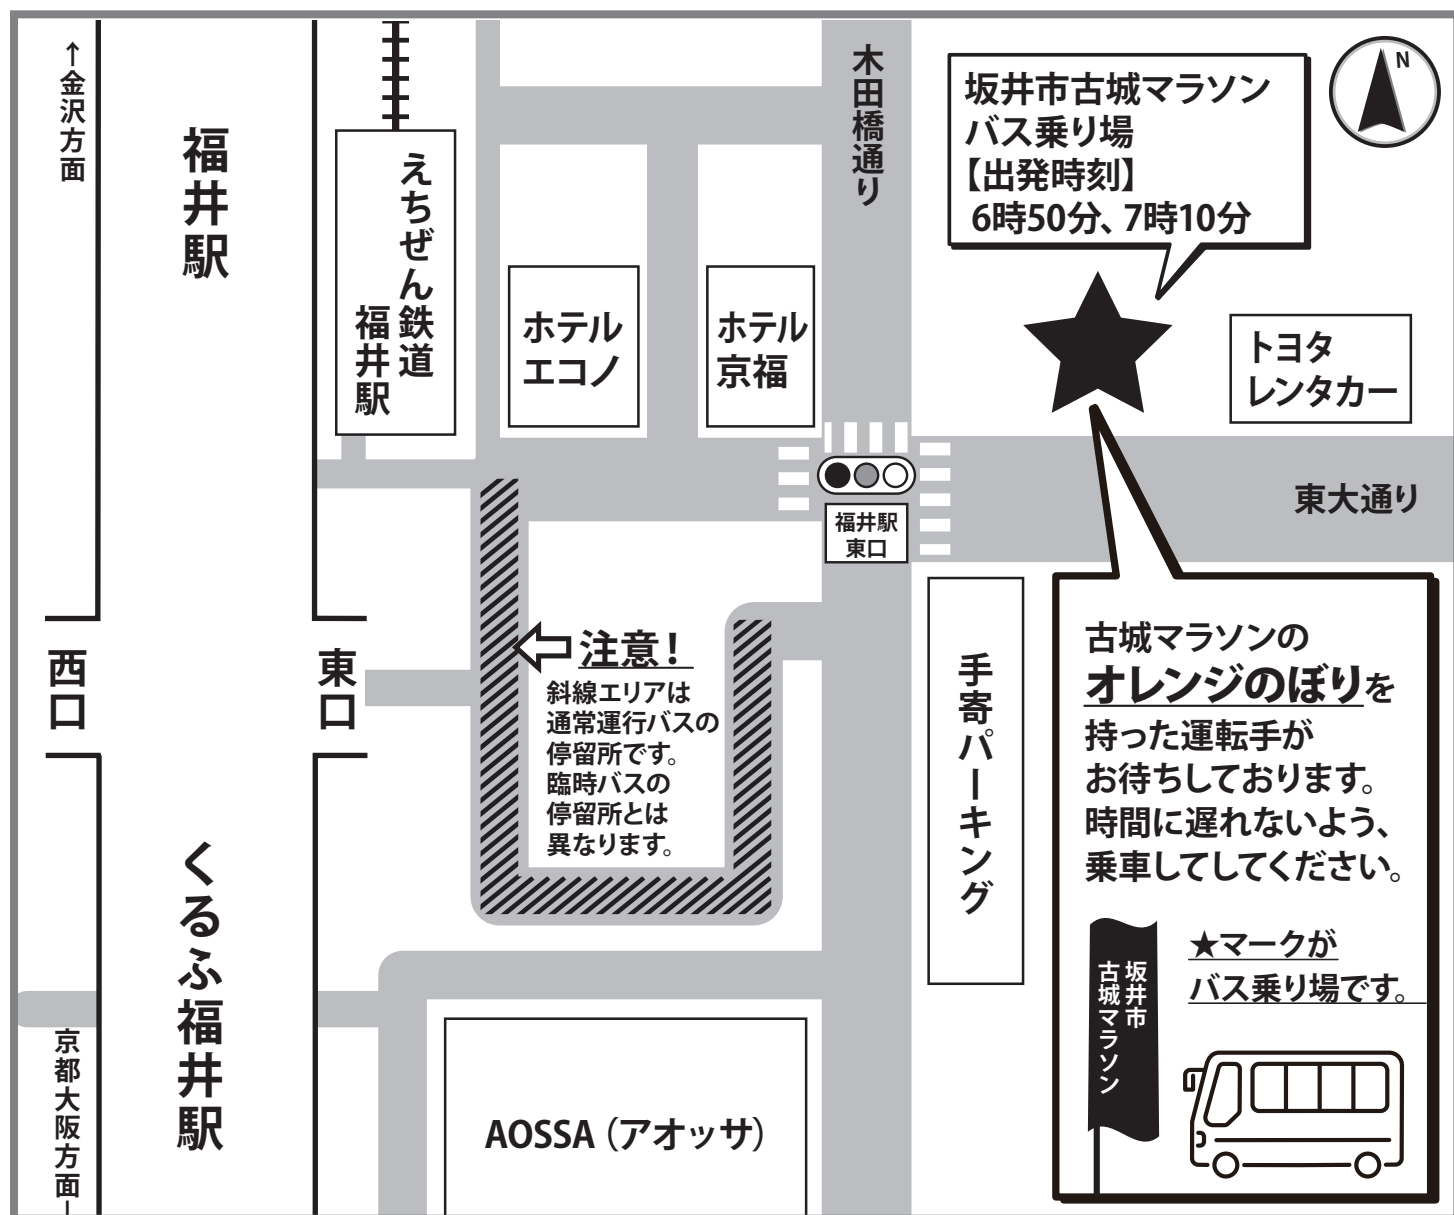 ↑金沢方面
福井駅
えちぜん鉄道
福井駅
木田橋通り
坂井市古城マラソン
バス乗り場
【出発時刻】
6時50分、7時10分
N
ホテル
エコノ
ホテル
京福
トヨタ
レンタカー
福井駅
東口
東大通り
西口
東口
注意！
斜線エリアは
通常運行バスの
停留所です。
臨時バスの
停留所とは
異なります。
手寄パーキング
古城マラソンの
オレンジのぼりを
持った運転手が
お待ちしております。
時間に遅れないよう、
乗車してしてください。
★マークが
バス乗り場です。
坂井市
古城マラソン
くるふ福井駅
京都大阪方面
AOSSA（アオッサ）